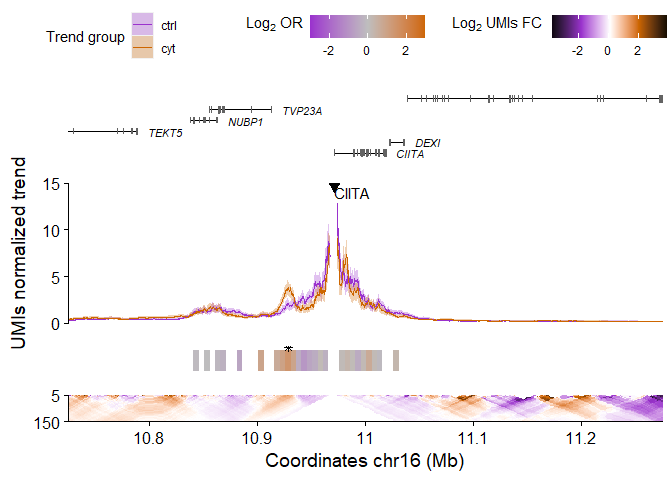 Trend group
ctrl
cyt
Log2 OR
-2 0 2
Log2 UMIs FC
-2 0 2
TVP23A
NUBP1
TEKT5
DEXI
CIITA
UMIs normalized trend
15
10
5
0
CIITA
*
5
150
10.8 10.9 11 11.1 11.2
Coordinates chr16 (Mb)